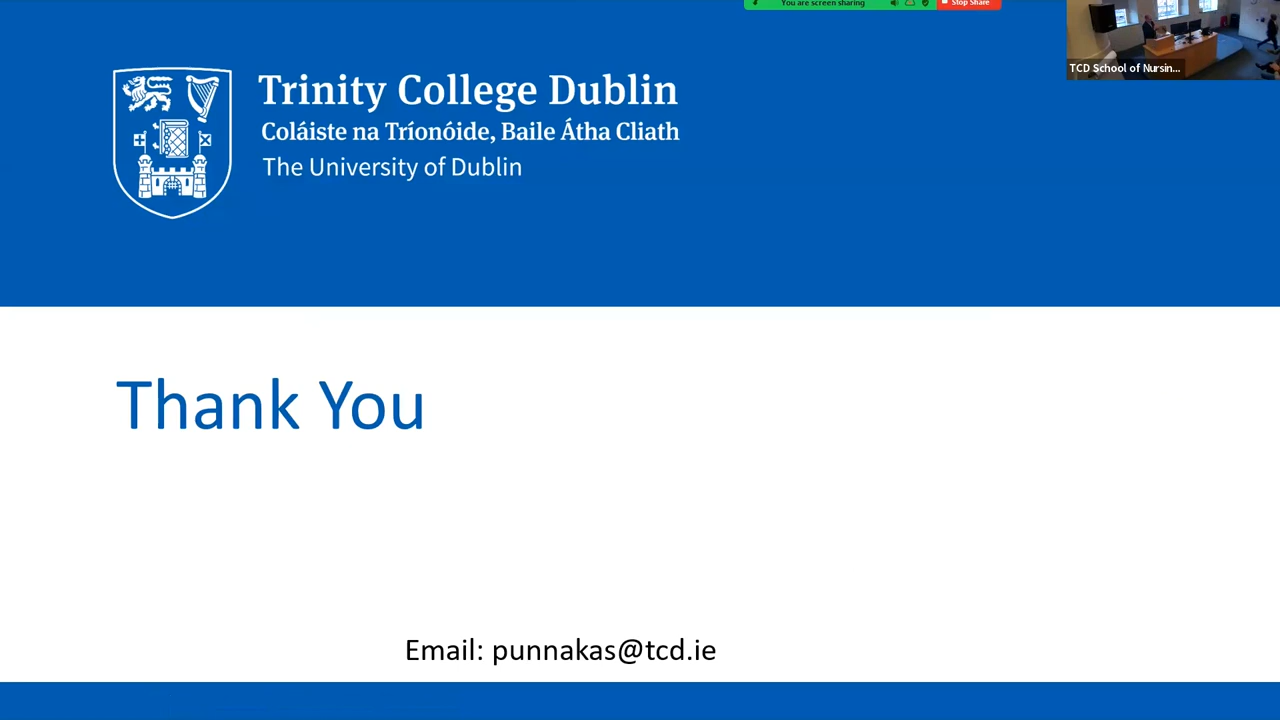 You are screen sharing
Stop Share
TCD School of Nursin...
Trinity College Dublin
Coláiste na Tríonóide, Baile Átha Cliath
The University of Dublin
Thank You
Email: punnakas@tcd.ie